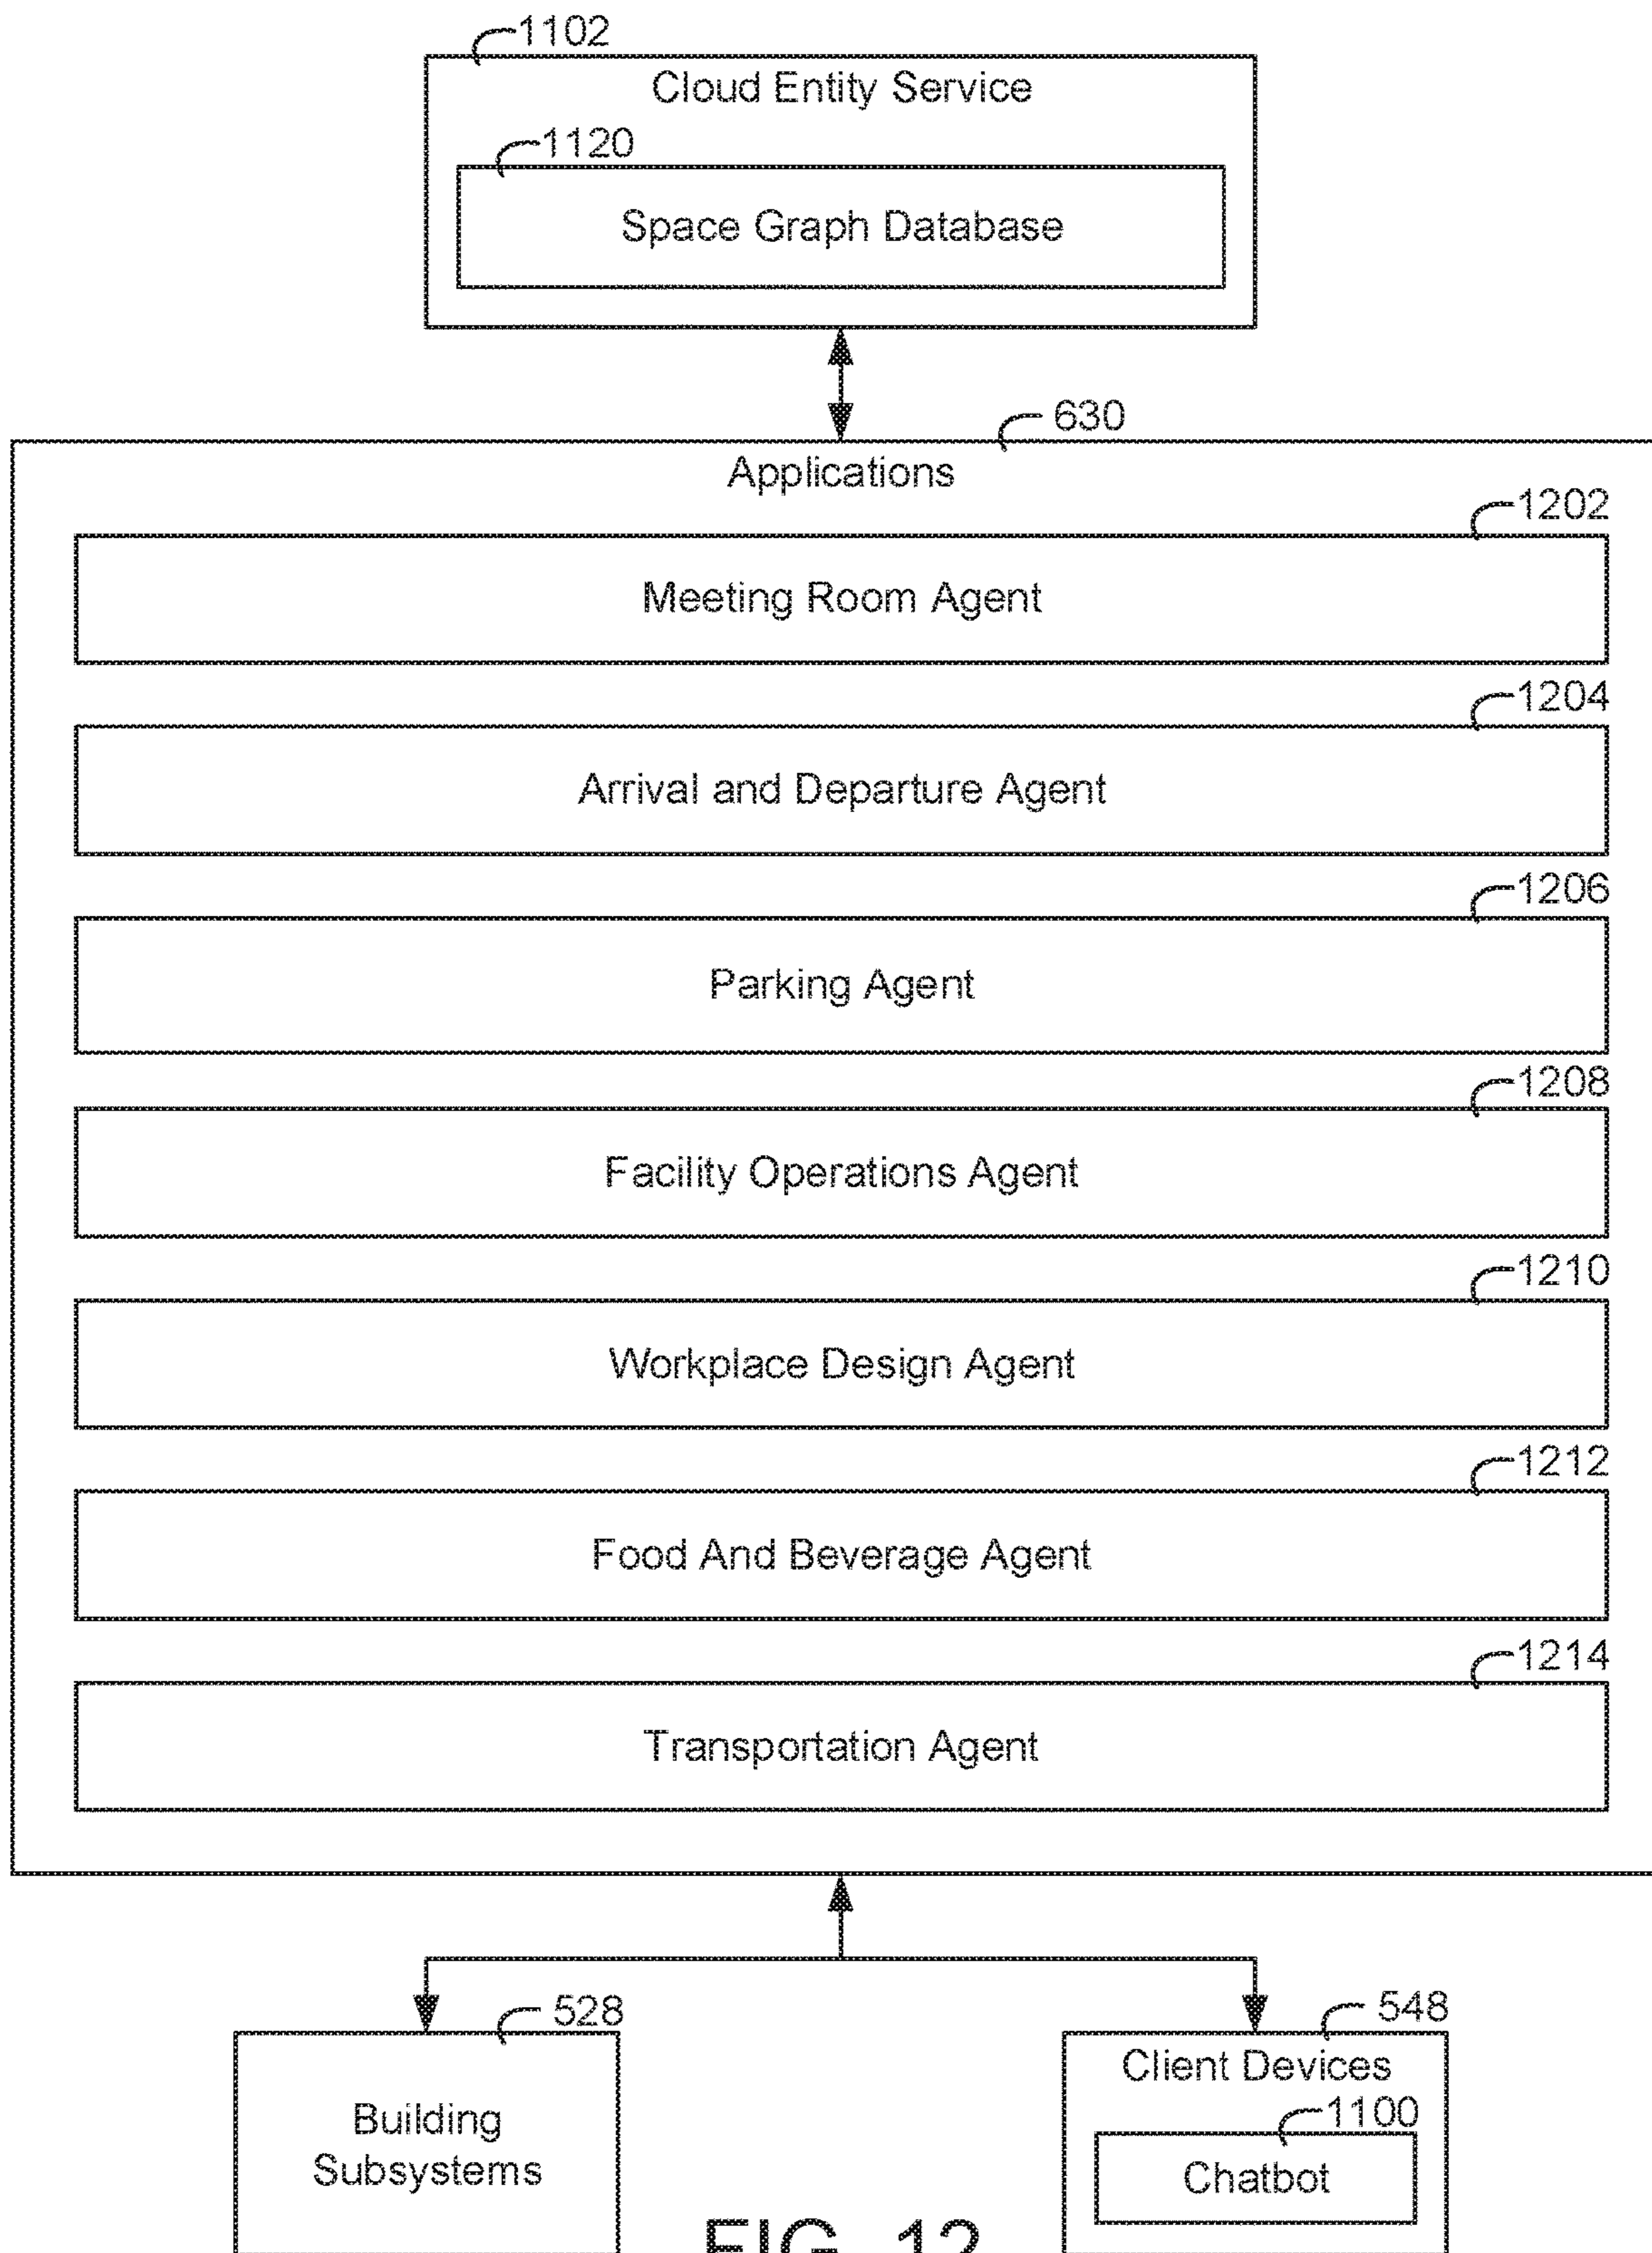 1102
Cloud Entity Service
1120
Space Graph Database
630
Applications
1202
Meeting Room Agent
1204
Arrival and Departure Agent
1206
Parking Agent
1208
Facility Operations Agent
1210
Workplace Design Agent
1212
Food And Beverage Agent
1214
Transportation Agent
528
Building
Subsystems
548
Client Devices
1100
Chatbot
FIG. 12